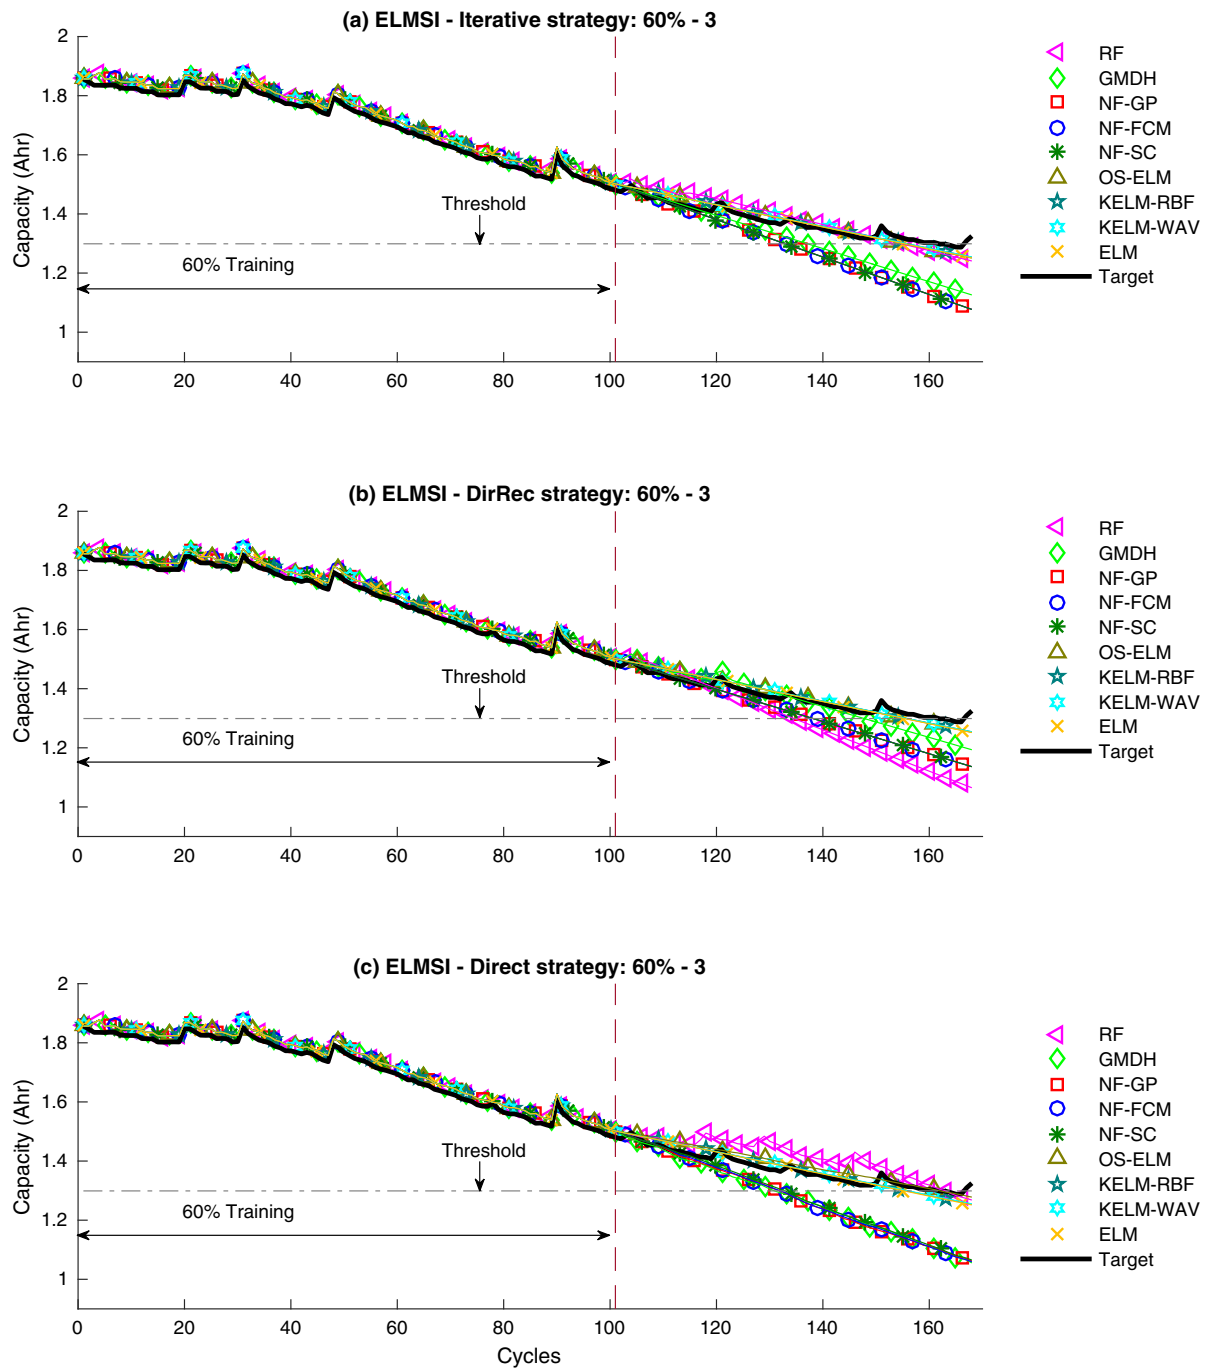 (a) ELMSI - Iterative strategy: 60% - 3
Capacity (Ahr)
2
1.8
1.6
1.4
1.2
1
Threshold
60% Training
0 20 40 60 80 100 120 140 160
RF
GMDH
NF-GP
NF-FCM
NF-SC
OS-ELM
KELM-RBF
KELM-WAV
ELM
Target
(b) ELMSI - DirRec strategy: 60% - 3
Capacity (Ahr)
2
1.8
1.6
1.4
1.2
1
Threshold
60% Training
0 20 40 60 80 100 120 140 160
RF
GMDH
NF-GP
NF-FCM
NF-SC
OS-ELM
KELM-RBF
KELM-WAV
ELM
Target
(c) ELMSI - Direct strategy: 60% - 3
Capacity (Ahr)
2
1.8
1.6
1.4
1.2
1
Threshold
60% Training
0 20 40 60 80 100 120 140 160
Cycles
RF
GMDH
NF-GP
NF-FCM
NF-SC
OS-ELM
KELM-RBF
KELM-WAV
ELM
Target